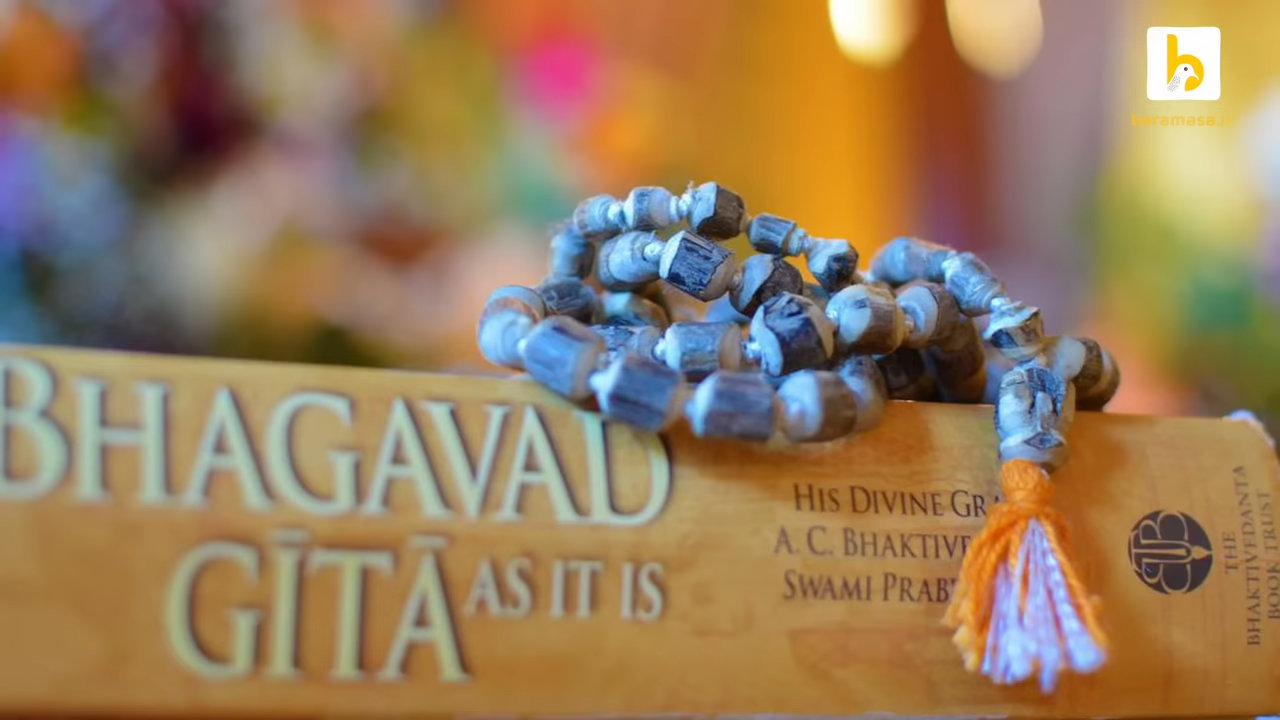 BHAGAVAD
GĪTĀ AS IT IS
HIS DIVINE GR
A. C. BHAKTIVE
SWAMI PRAB
THE
BHAKTIVEDANTA
BOOK TRUST